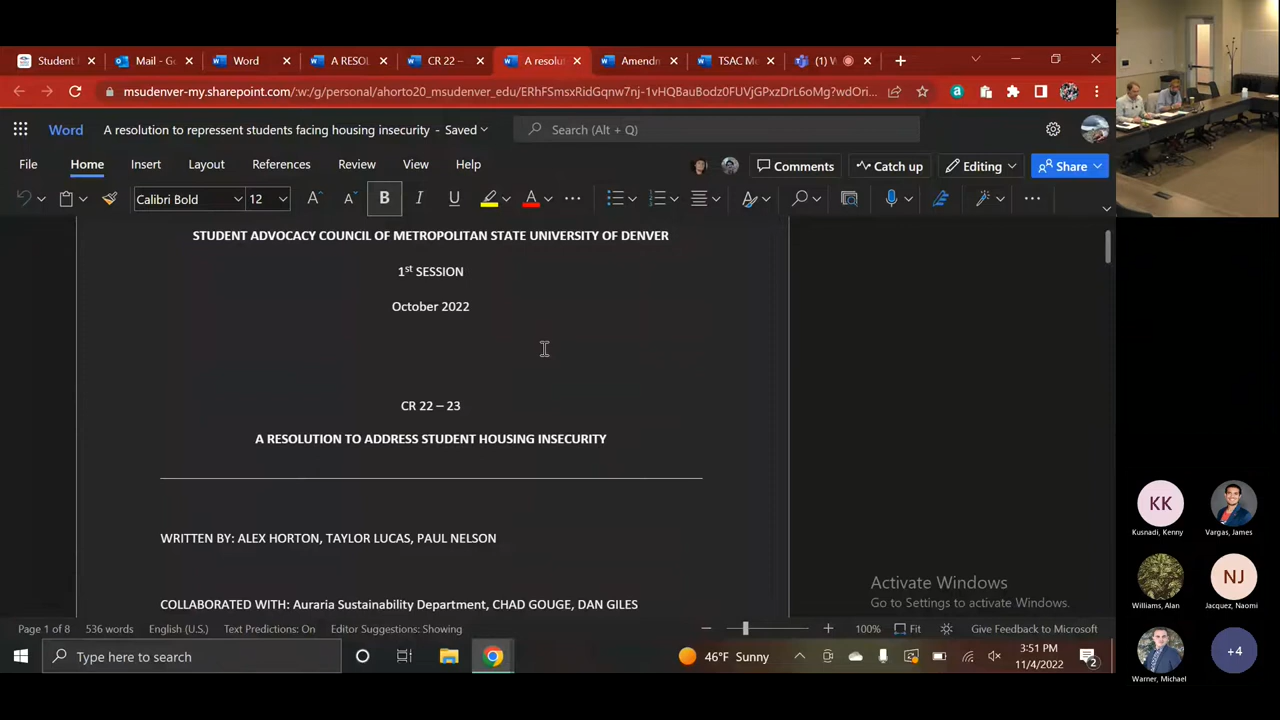 Student
Mail - Go
Word
A RESOL
CR 22 –
A resolut
Amendm
TSAC Me
(1) W
msudenver-my.sharepoint.com/:w:/g/personal/ahorto20_msudenver_edu/ERhFSmsxRidGqnw7nj-1vHQBauBodz0FUVjGPxzDrL6oMg?wdOri...
Word
A resolution to repressent students facing housing insecurity - Saved
Search (Alt + Q)
File
Home
Insert
Layout
References
Review
View
Help
Comments
Catch up
Editing
Share
Calibri Bold
12
STUDENT ADVOCACY COUNCIL OF METROPOLITAN STATE UNIVERSITY OF DENVER
1st SESSION
October 2022
CR 22 – 23
A RESOLUTION TO ADDRESS STUDENT HOUSING INSECURITY
WRITTEN BY: ALEX HORTON, TAYLOR LUCAS, PAUL NELSON
COLLABORATED WITH: Auraria Sustainability Department, CHAD GOUGE, DAN GILES
Activate Windows
Go to Settings to activate Windows.
Page 1 of 8
536 words
English (U.S.)
Text Predictions: On
Editor Suggestions: Showing
100%
Fit
Give Feedback to Microsoft
Type here to search
46°F Sunny
3:51 PM
11/4/2022
2
KK
Kusnadi, Kenny
Vargas, James
Williams, Alan
NJ
Jacquez, Naomi
Warner, Michael
+4